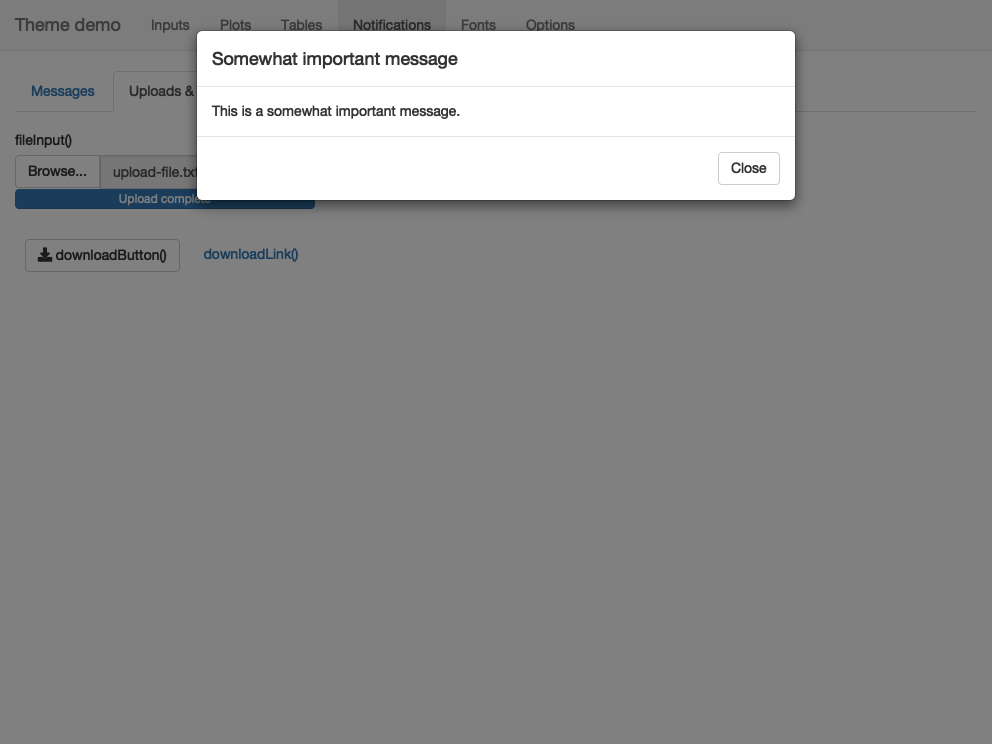 Theme demo Inputs Plots Tables Notifications Fonts Options
Somewhat important message
Messages Uploads &
This is a somewhat important message.
fileInput()
Browse... upload-file.txt
Close
Upload complete
downloadButton() downloadLink()